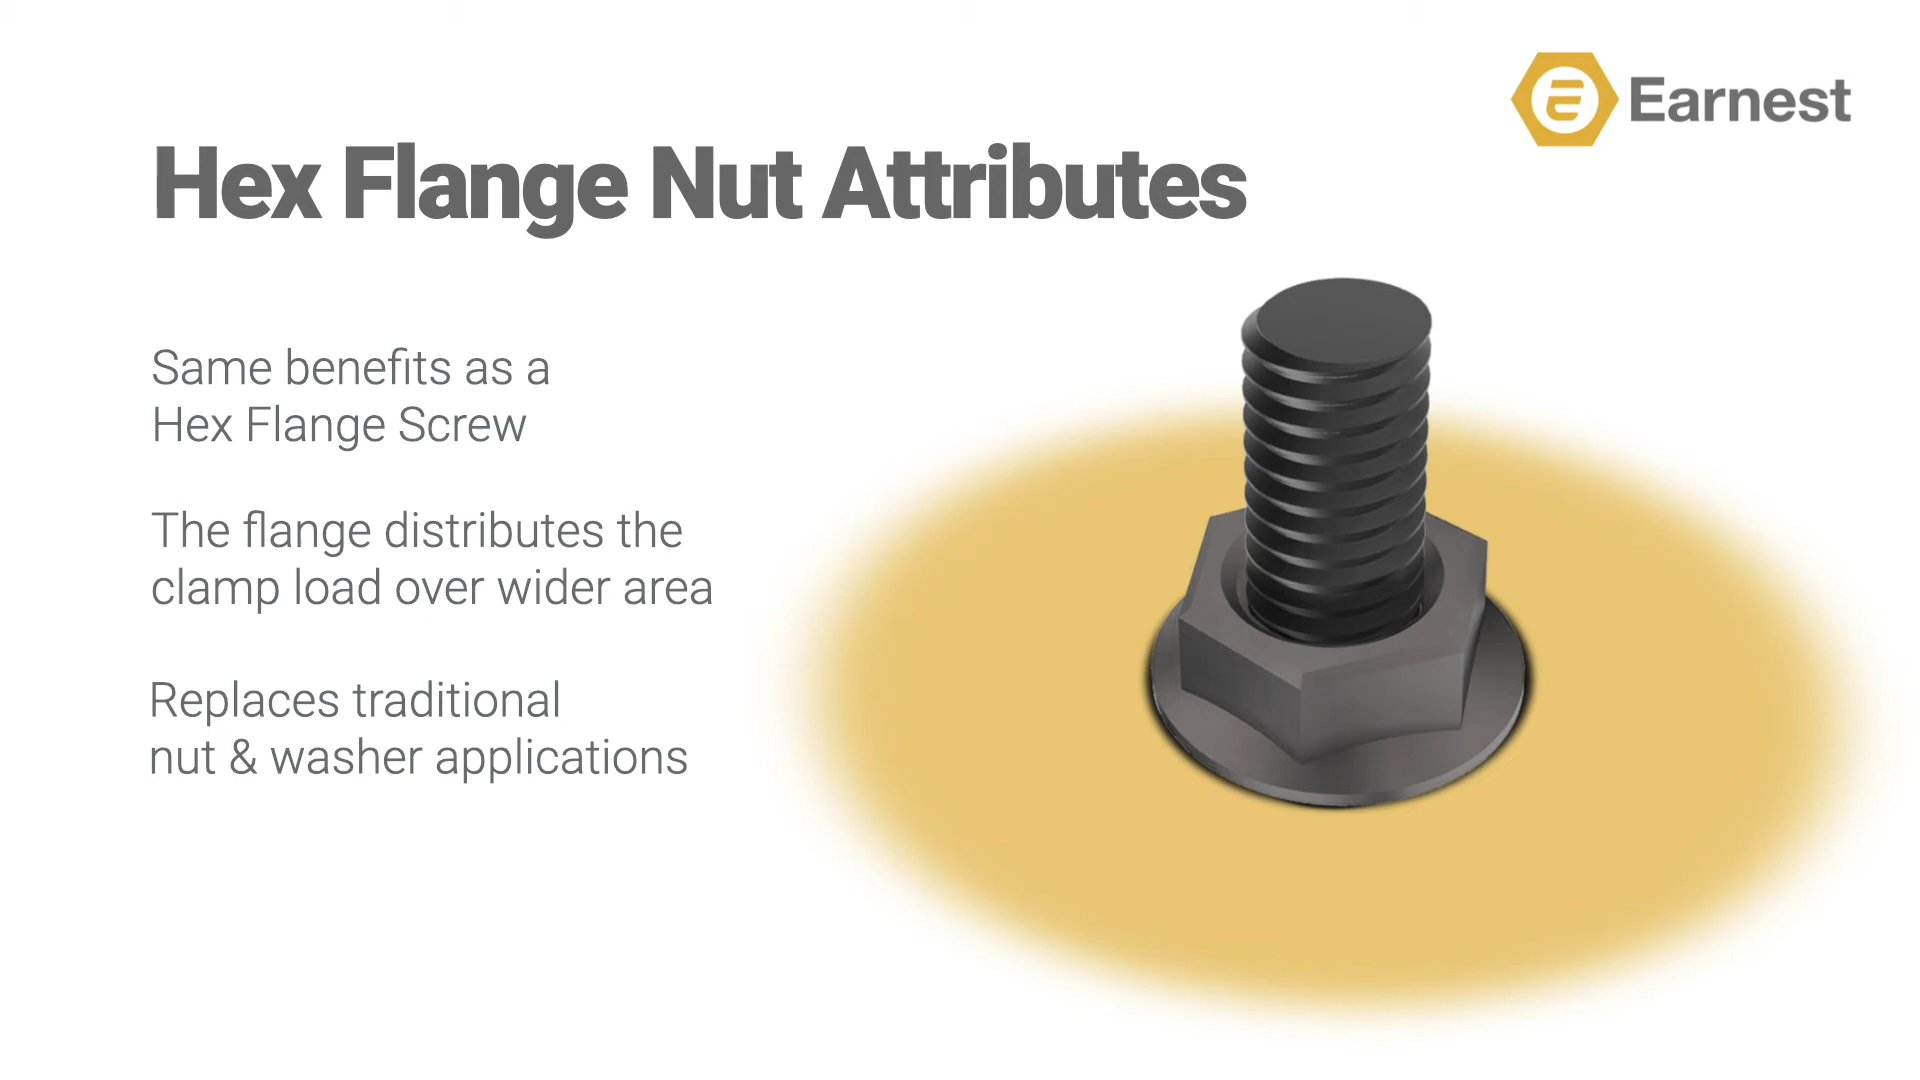 Earnest
Hex Flange Nut Attributes
Same benefits as a
Hex Flange Screw
The flange distributes the
clamp load over wider area
Replaces traditional
nut & washer applications